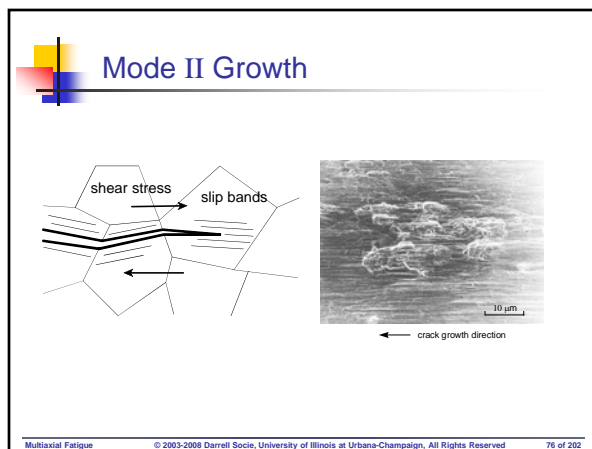 Mode II Growth
shear stress
slip bands
10 μm
crack growth direction
Multiaxial Fatigue © 2003-2008 Darrell Socie, University of Illinois at Urbana-Champaign, All Rights Reserved 76 of 202